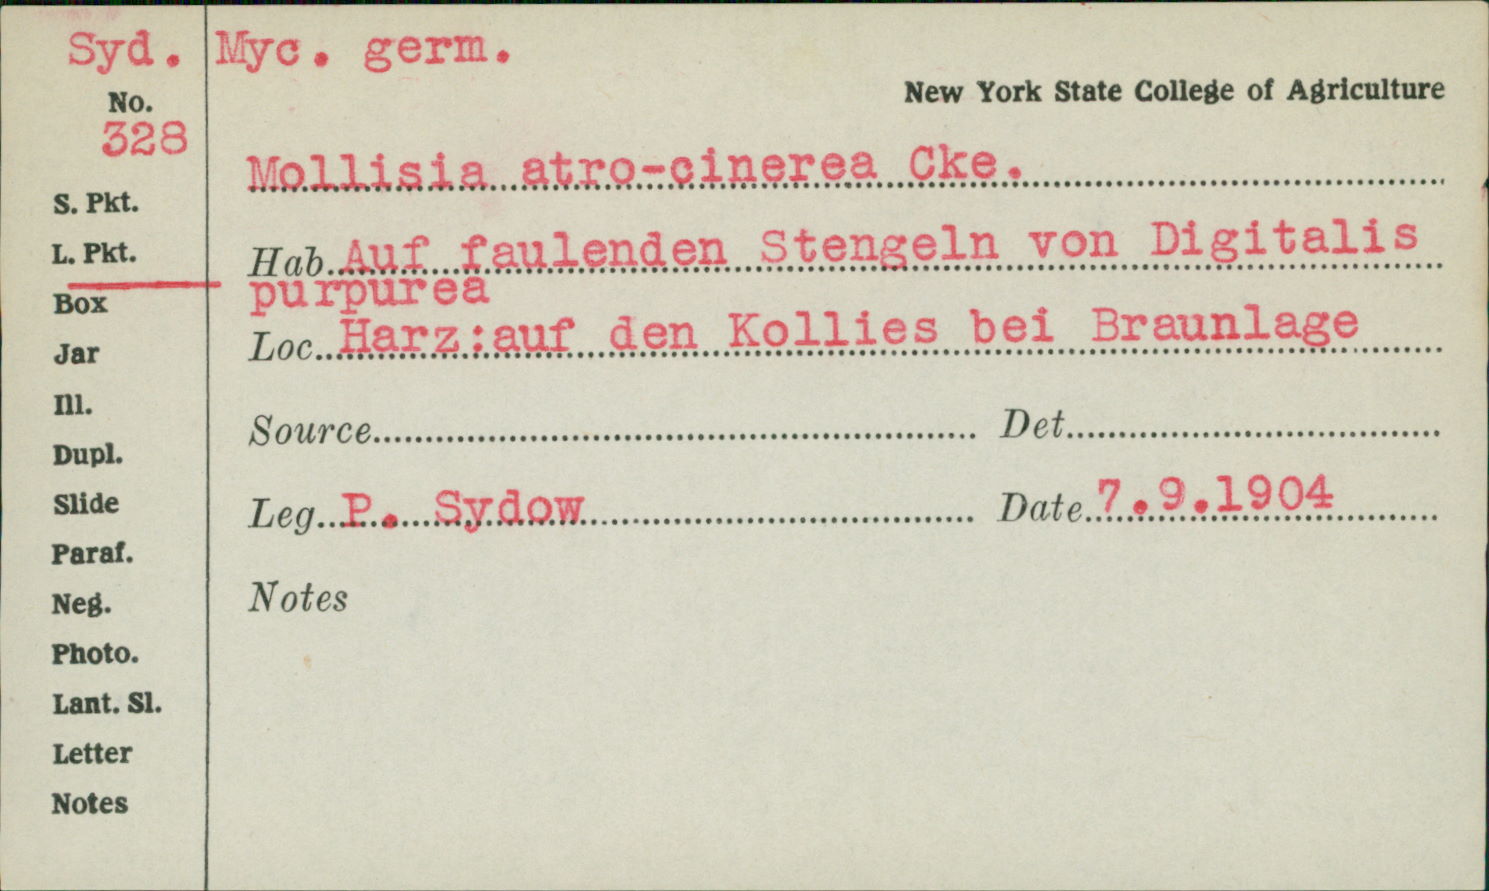 Syd. Myc. germ.
New York State College of Agriculture
No.
328
Mollisia atro-cinerea Cke.
S. Pkt.
L. Pkt.
Hab. Auf faulenden Stengeln von Digitalis
purpurea
Box
Loc. Harz:auf den Kollies bei Braunlage
Jar
Ill.
Source Det.
Dupl.
Slide
Leg. P. Sydow Date 7.9.1904
Paraf.
Neg.
Notes
Photo.
Lant. Sl.
Letter
Notes